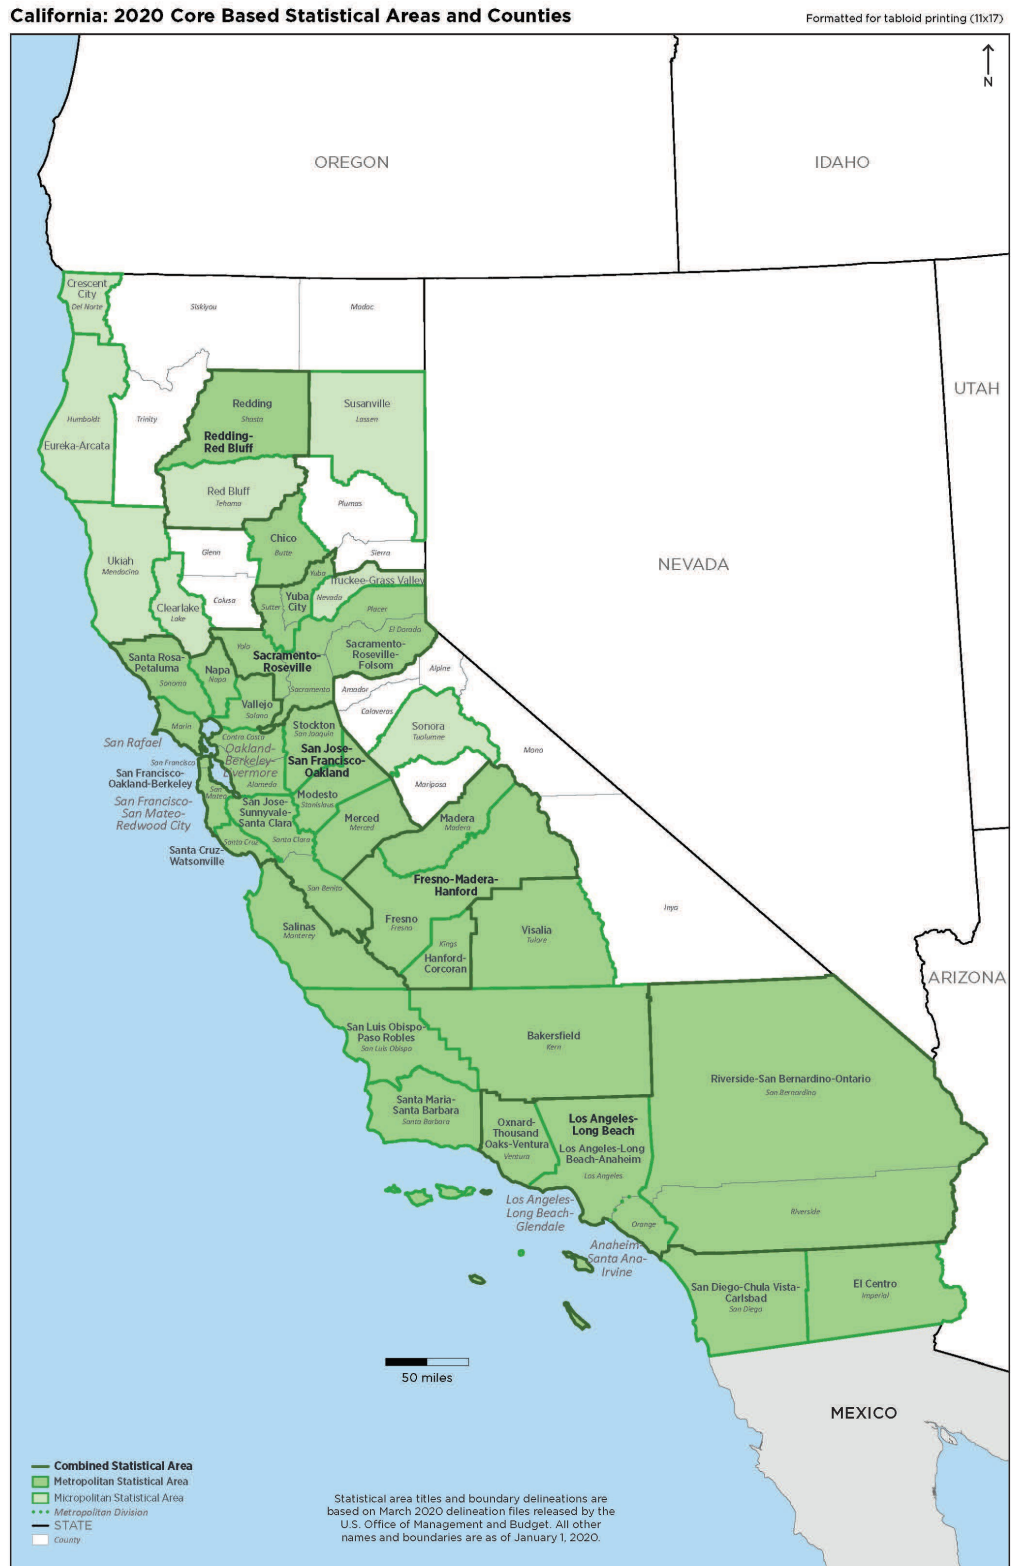 California: 2020 Core Based Statistical Areas and Counties
Formatted for tabloid printing (11x17)
N
OREGON
IDAHO
Crescent
City
Del Norte
Siskiyou
Modoc
UTAH
Redding
Shasta
Redding-
Red Bluff
Susanville
Lassen
Humboldt
Eureka-Arcata
Trinity
Red Bluff
Tehama
Plumas
Chico
Butte
Glenn
Sierra
NEVADA
Ukiah
Mendocino
Yuba
Truckee-Grass Valley
Nevada
Colusa
Sutter
Yuba
City
Clearlake
Lake
Placer
El Dorado
Yolo
Sacramento-
Roseville
Sacramento-
Roseville-
Folsom
Santa Rosa-
Petaluma
Sonoma
Napa
Napa
Alpine
Sacramento
Amador
Vallejo
Solano
Calaveras
Marin
San Rafael
Stockton
San Joaquin
Sonora
Tuolumne
Contra Costa
Oakland-
Berkeley-
Livermore
Alameda
San Jose-
San Francisco-
Oakland
Mono
San Francisco
San Francisco-
Oakland-Berkeley
San Francisco-
San Mateo-
Redwood City
San
Mateo
Mariposa
Modesto
Stanislaus
San Jose-
Sunnyvale-
Santa Clara
Merced
Merced
Madera
Madera
Santa Cruz
Santa Clara
Santa Cruz-
Watsonville
Fresno-Madera-
Hanford
San Benito
Inyo
Salinas
Monterey
Fresno
Fresno
Visalia
Tulare
Kings
Hanford-
Corcoran
ARIZONA
San Luis Obispo-
Paso Robles
San Luis Obispo
Bakersfield
Kern
Riverside-San Bernardino-Ontario
San Bernardino
Santa Maria-
Santa Barbara
Santa Barbara
Oxnard-
Thousand
Oaks-Ventura
Ventura
Los Angeles-
Long Beach
Los Angeles-Long
Beach-Anaheim
Los Angeles
Los Angeles-
Long Beach-
Glendale
Orange
Riverside
Anaheim-
Santa Ana-
Irvine
San Diego-Chula Vista-
Carlsbad
San Diego
El Centro
Imperial
50 miles
MEXICO
Combined Statistical Area
Metropolitan Statistical Area
Micropolitan Statistical Area
Metropolitan Division
STATE
County
Statistical area titles and boundary delineations are
based on March 2020 delineation files released by the
U.S. Office of Management and Budget. All other
names and boundaries are as of January 1, 2020.